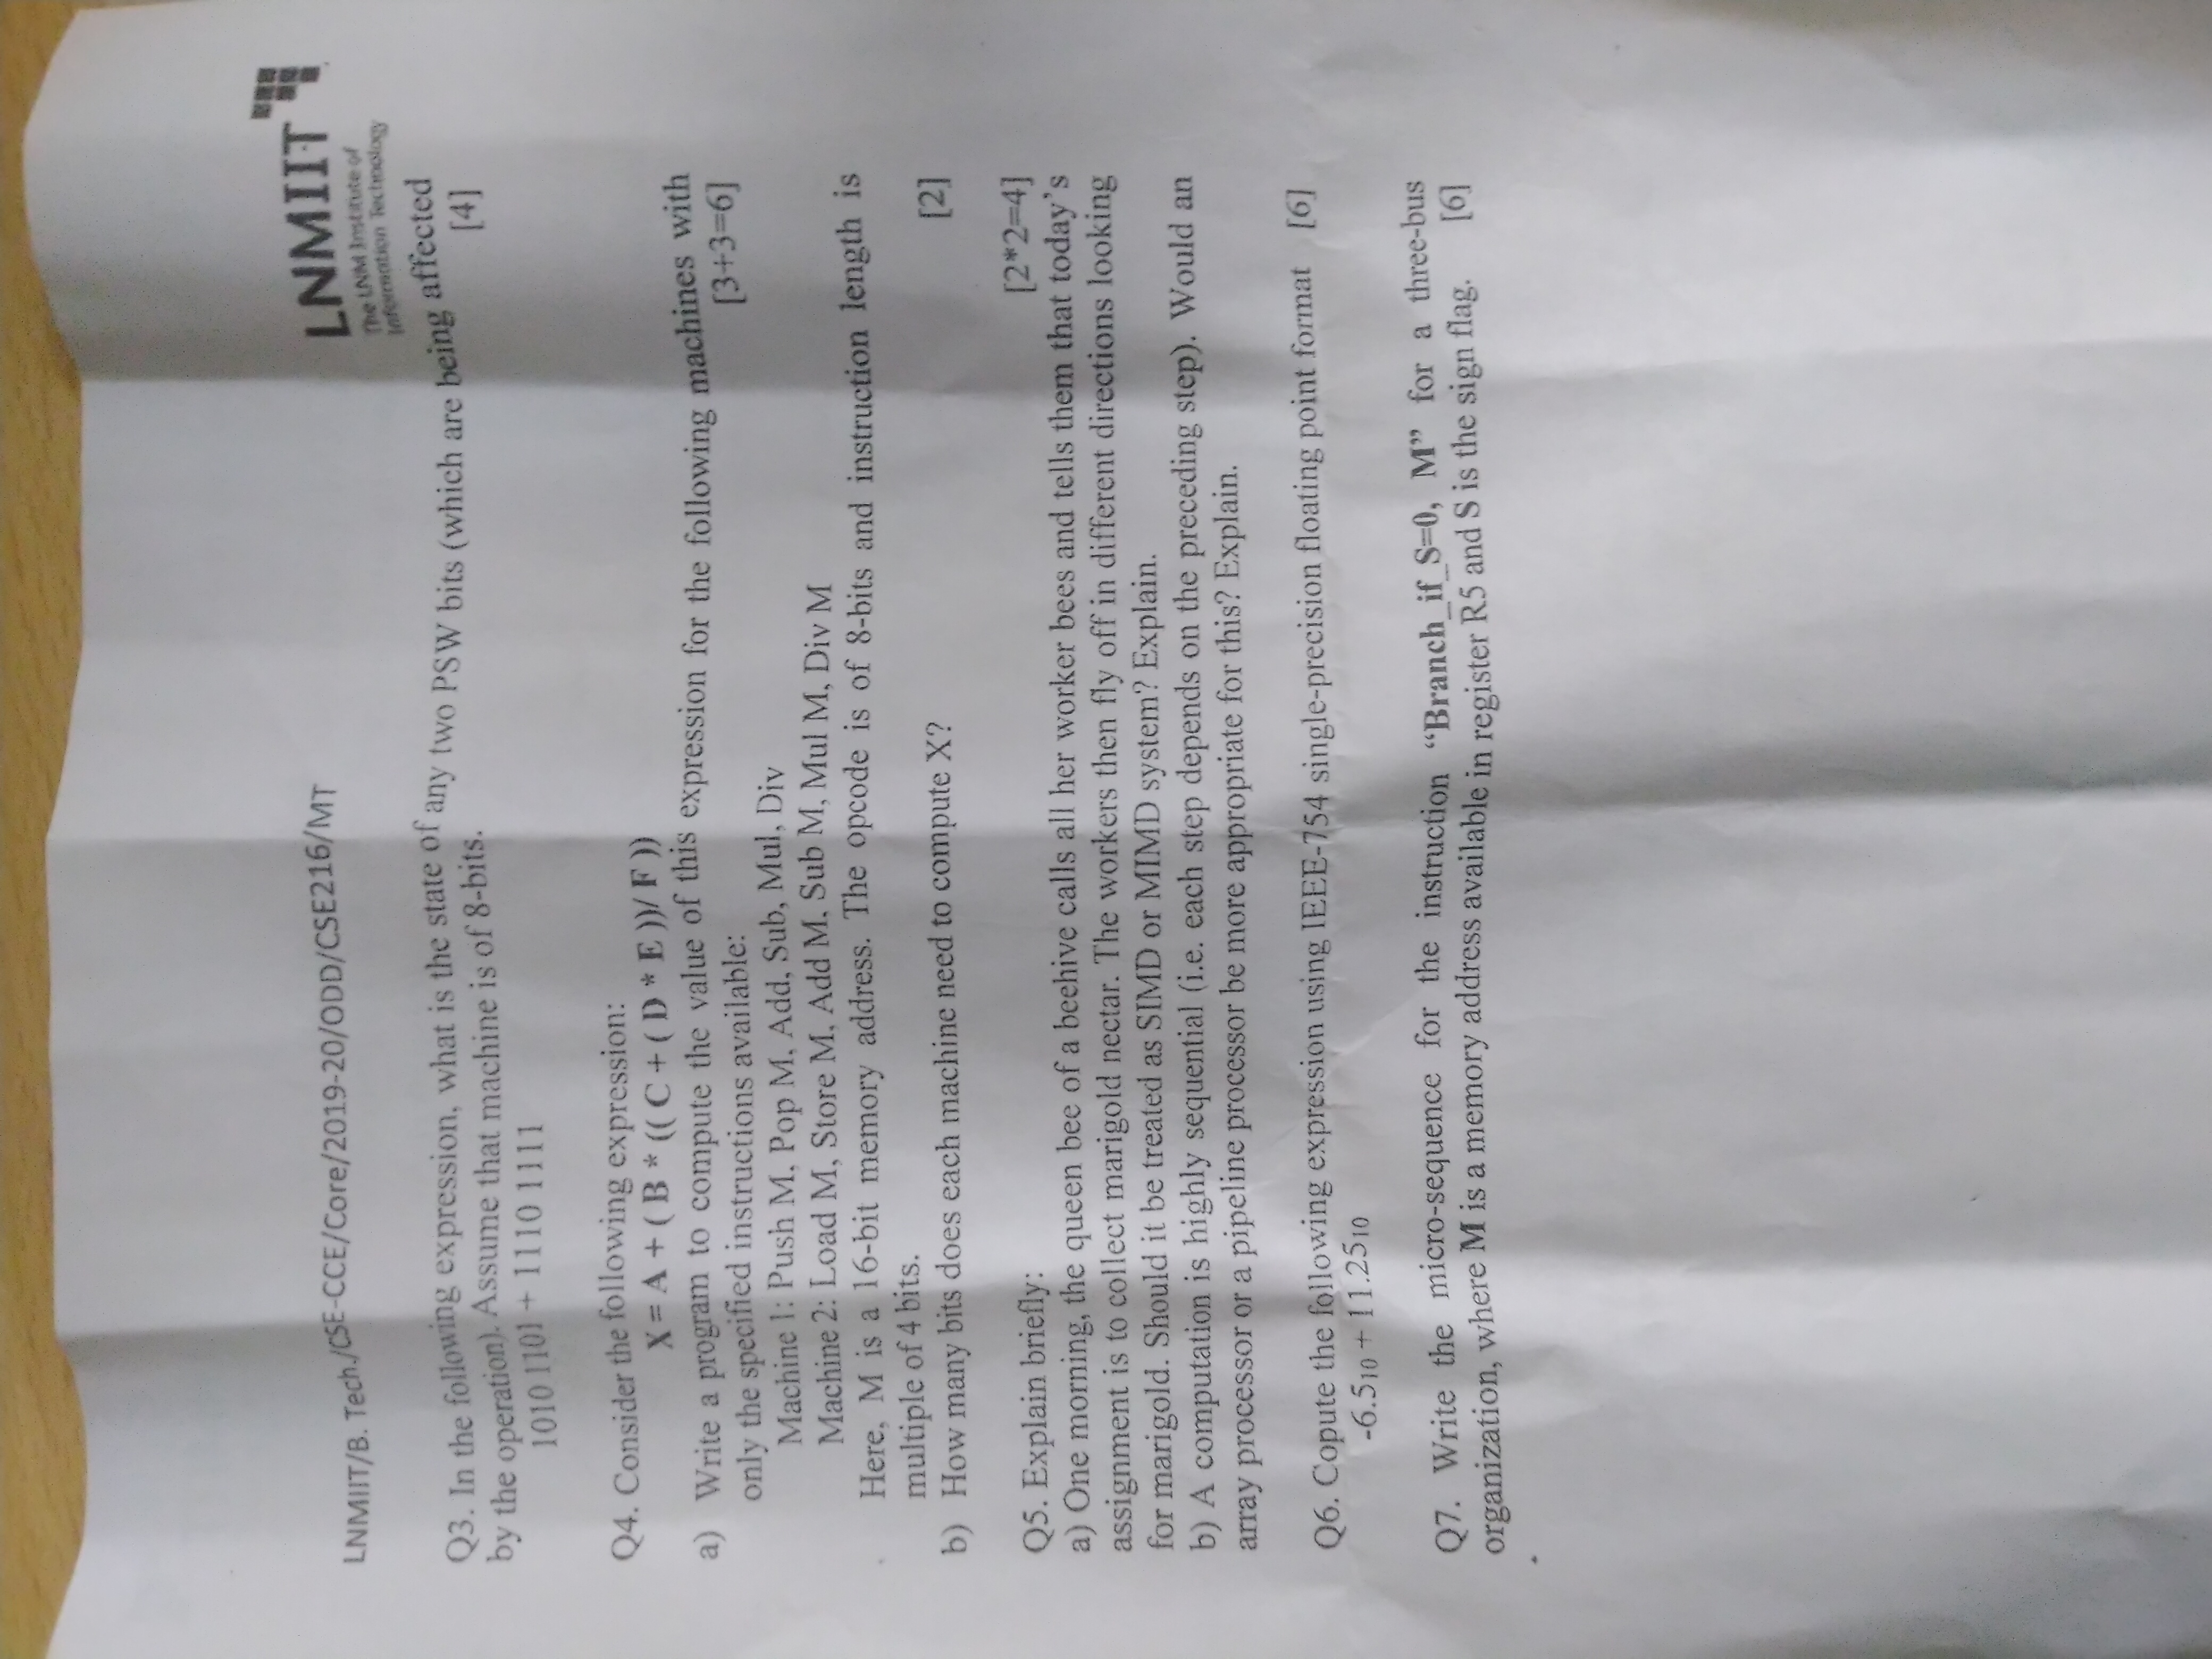 LNMIIT/B. Tech./CSE-CCE/Core/2019-20/ODD/CSE216/MT
LNMIIT
The LNM Institute of
Information Technology
Q3. In the following expression, what is the state of any two PSW bits (which are being affected
by the operation). Assume that machine is of 8-bits. [4]
1010 1101 + 1110 1111
Q4. Consider the following expression:
X = A + ( B * (( C + ( D * E ))/ F ))
a) Write a program to compute the value of this expression for the following machines with
only the specified instructions available: [3+3=6]
Machine 1: Push M, Pop M, Add, Sub, Mul, Div
Machine 2: Load M, Store M, Add M, Sub M, Mul M, Div M
Here, M is a 16-bit memory address. The opcode is of 8-bits and instruction length is
multiple of 4 bits.
b) How many bits does each machine need to compute X? [2]
Q5. Explain briefly: [2*2=4]
a) One morning, the queen bee of a beehive calls all her worker bees and tells them that today's
assignment is to collect marigold nectar. The workers then fly off in different directions looking
for marigold. Should it be treated as SIMD or MIMD system? Explain.
b) A computation is highly sequential (i.e. each step depends on the preceding step). Would an
array processor or a pipeline processor be more appropriate for this? Explain.
Q6. Copute the following expression using IEEE-754 single-precision floating point format [6]
-6.5₁₀ + 11.25₁₀
Q7. Write the micro-sequence for the instruction “Branch_if_S=0, M” for a three-bus
organization, where M is a memory address available in register R5 and S is the sign flag. [6]